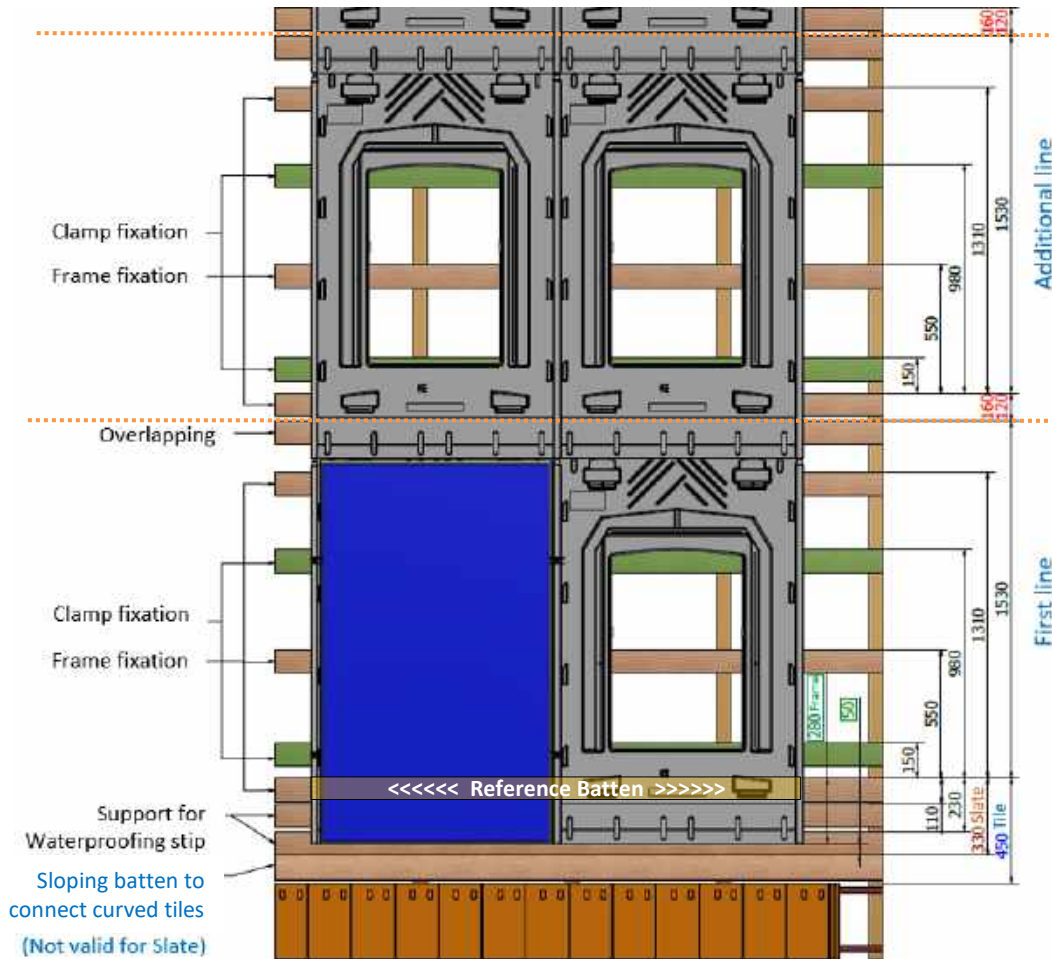 160
120
Clamp fixation
Frame fixation
1530
1310
980
550
150
Additional line
160
120
Overlapping
Clamp fixation
Frame fixation
1530
1310
980
550
150
First line
280 Frame
50
<<<<<< Reference Batten >>>>>>
110
230
330 Slate
450 Tile
Support for
Waterproofing stip
Sloping batten to
connect curved tiles
(Not valid for Slate)